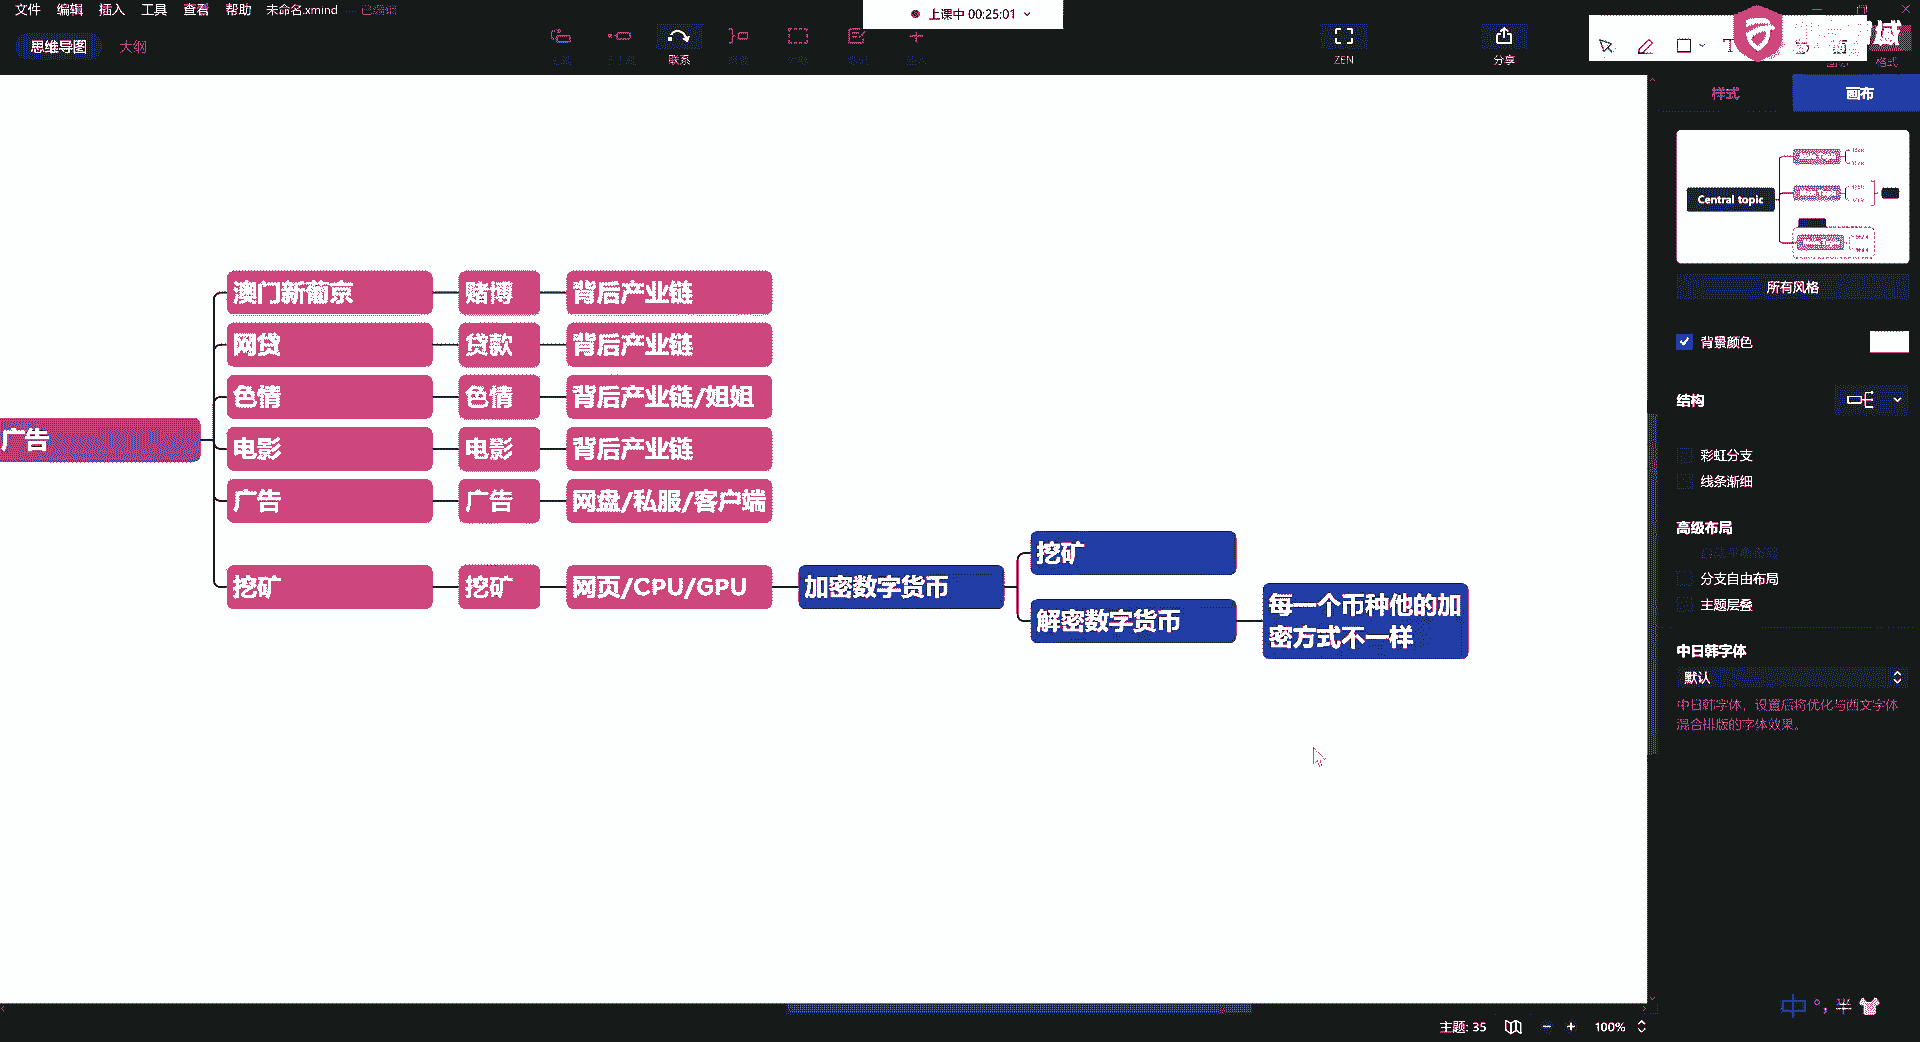 文件 编辑 插入 工具 查看 帮助 未命名.xmind 已编辑
上课中 00:25:01
思维导图 大纲
联系
ZEN
分享
格式
样式 画布
Central topic
所有风格
背景颜色
结构
彩虹分支
线条渐细
高级布局
分支自由布局
主题层叠
中日韩字体
默认
中日韩字体，设置后将优化与西文字体
混合排版的字体效果。
广告
澳门新葡京 赌博 背后产业链
网贷 贷款 背后产业链
色情 色情 背后产业链/姐姐
电影 电影 背后产业链
广告 广告 网盘/私服/客户端
挖矿 挖矿 网页/CPU/GPU 加密数字货币
挖矿
解密数字货币
每一个币种他的加
密方式不一样
主题: 35
100%
中